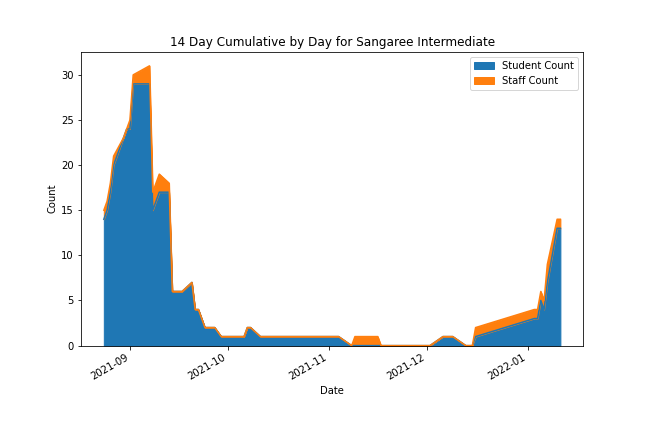 14 Day Cumulative by Day for Sangaree Intermediate
Student Count
Staff Count
30
25
20
15
10
5
0
Count
2021-09
2021-10
2021-11
2021-12
2022-01
Date